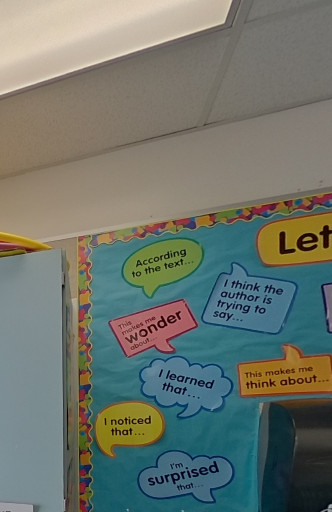 Let
According
to the text...
I think the
author is
trying to
say...
This
makes me
wonder
about...
I learned
that...
This makes me
think about...
I noticed
that...
I'm
surprised
that...